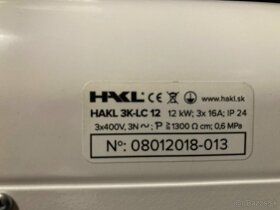 HAKL CE www.hakl.sk
HAKL 3K-LC 12 12 kW; 3x 16A; IP 24
3x400V, 3N ~; 1300 Ω cm; 0,6 MPa
Nº: 08012018-013